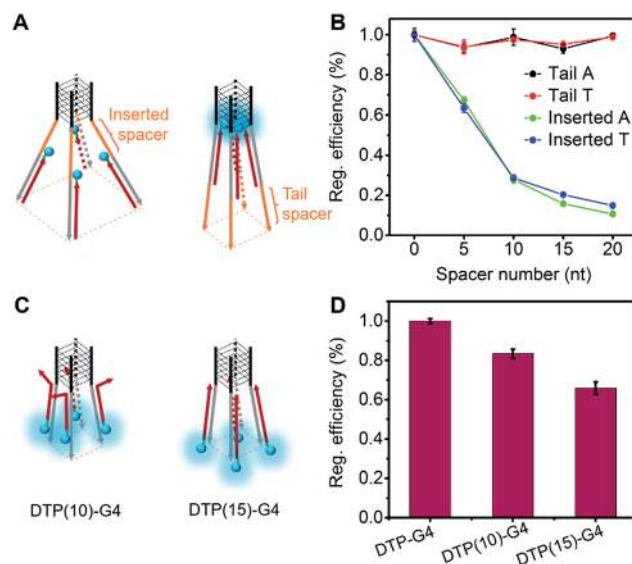 A
Inserted
spacer
Tail
spacer
B
Reg. efficiency (%)
1.0
0.8
0.6
0.4
0.2
0.0
Tail A
Tail T
Inserted A
Inserted T
0 5 10 15 20
Spacer number (nt)
C
DTP(10)-G4 DTP(15)-G4
D
Reg. efficiency (%)
1.0
0.8
0.6
0.4
0.2
0.0
DTP-G4
DTP(10)-G4
DTP(15)-G4